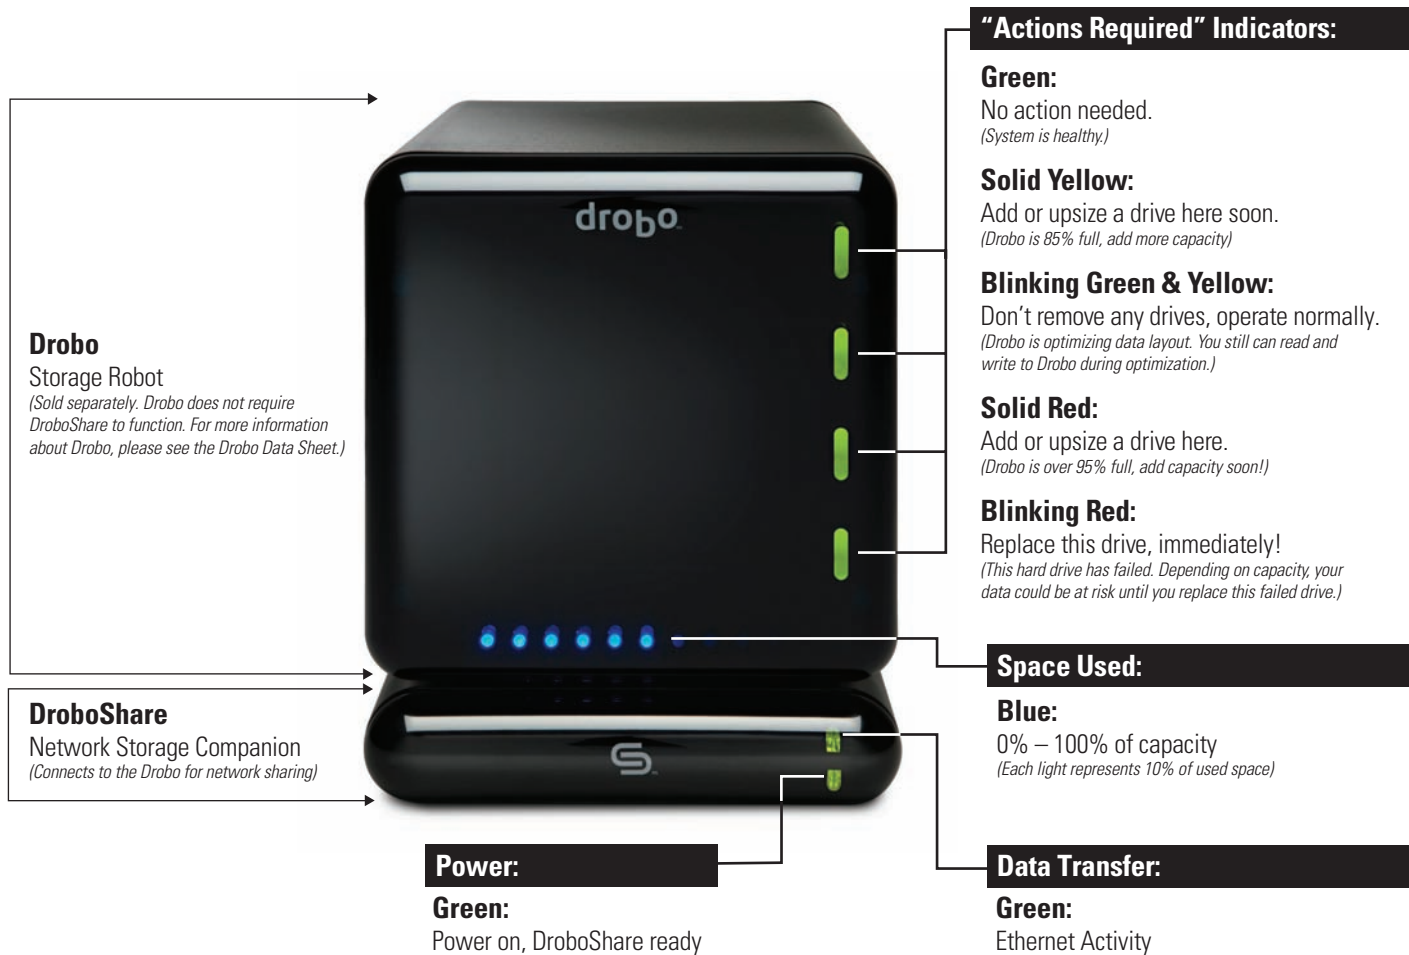 "Actions Required" Indicators:
Green:
No action needed.
(System is healthy.)
Solid Yellow:
Add or upsize a drive here soon.
(Drobo is 85% full, add more capacity)
Blinking Green & Yellow:
Don't remove any drives, operate normally.
(Drobo is optimizing data layout. You still can read and
write to Drobo during optimization.)
Solid Red:
Add or upsize a drive here.
(Drobo is over 95% full, add capacity soon!)
Blinking Red:
Replace this drive, immediately!
(This hard drive has failed. Depending on capacity, your
data could be at risk until you replace this failed drive.)
drobo™
Drobo
Storage Robot
(Sold separately. Drobo does not require
DroboShare to function. For more information
about Drobo, please see the Drobo Data Sheet.)
Space Used:
Blue:
0% – 100% of capacity
(Each light represents 10% of used space)
DroboShare
Network Storage Companion
(Connects to the Drobo for network sharing)
Power:
Green:
Power on, DroboShare ready
Data Transfer:
Green:
Ethernet Activity